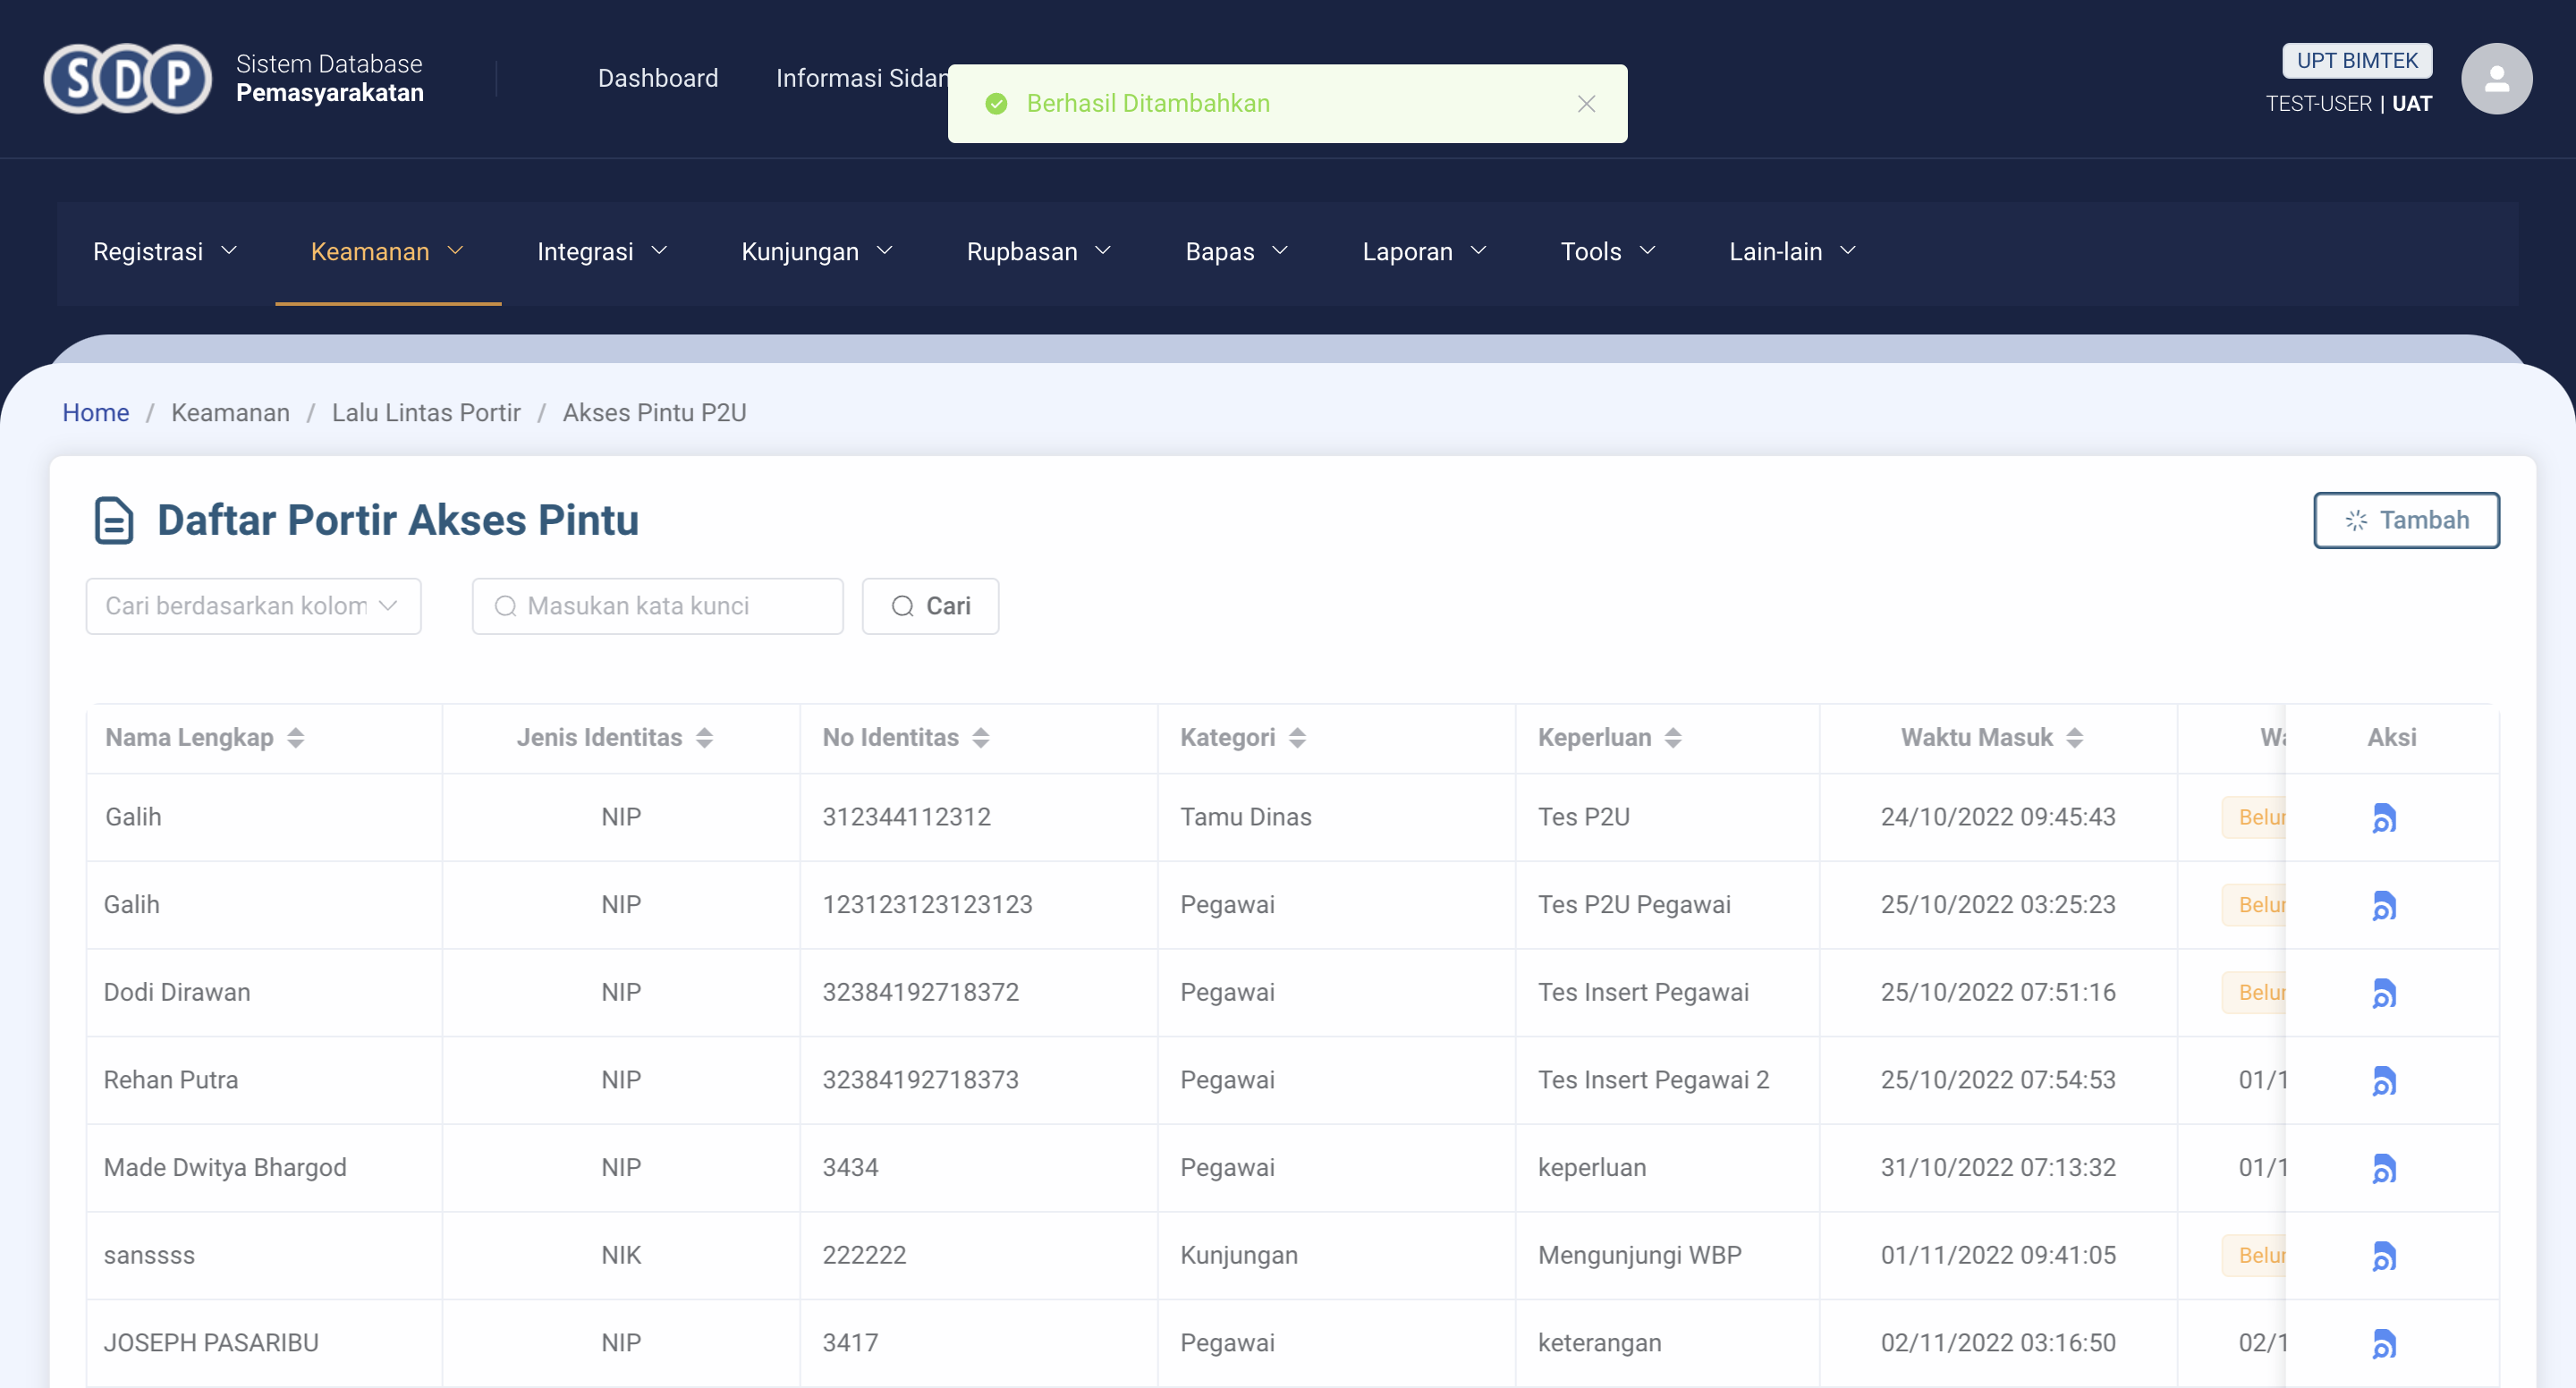 SDP
Sistem Database
Pemasyarakatan
Dashboard
Informasi Sidan
Berhasil Ditambahkan
UPT BIMTEK
TEST-USER | UAT
Registrasi
Keamanan
Integrasi
Kunjungan
Rupbasan
Bapas
Laporan
Tools
Lain-lain
Home / Keamanan / Lalu Lintas Portir / Akses Pintu P2U
Daftar Portir Akses Pintu
Tambah
Cari berdasarkan kolom
Masukan kata kunci
Cari
Nama Lengkap Jenis Identitas No Identitas Kategori Keperluan Waktu Masuk Wa Aksi
Galih NIP 312344112312 Tamu Dinas Tes P2U 24/10/2022 09:45:43 Belu
Galih NIP 123123123123123 Pegawai Tes P2U Pegawai 25/10/2022 03:25:23 Belu
Dodi Dirawan NIP 32384192718372 Pegawai Tes Insert Pegawai 25/10/2022 07:51:16 Belu
Rehan Putra NIP 32384192718373 Pegawai Tes Insert Pegawai 2 25/10/2022 07:54:53 01/1
Made Dwitya Bhargod NIP 3434 Pegawai keperluan 31/10/2022 07:13:32 01/1
sanssss NIK 222222 Kunjungan Mengunjungi WBP 01/11/2022 09:41:05 Belu
JOSEPH PASARIBU NIP 3417 Pegawai keterangan 02/11/2022 03:16:50 02/1